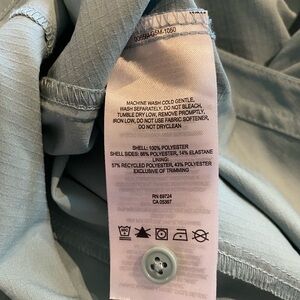 MACHINE WASH COLD GENTLE,
WASH SEPARATELY, DO NOT BLEACH,
TUMBLE DRY LOW, REMOVE PROMPTLY,
IRON LOW, DO NOT USE FABRIC SOFTENER,
DO NOT DRYCLEAN
SHELL: 100% POLYESTER
SHELL SIDES: 86% POLYESTER, 14% ELASTANE
LINING:
57% RECYCLED POLYESTER, 43% POLYESTER
EXCLUSIVE OF TRIMMING
RN 69724
CA 05367